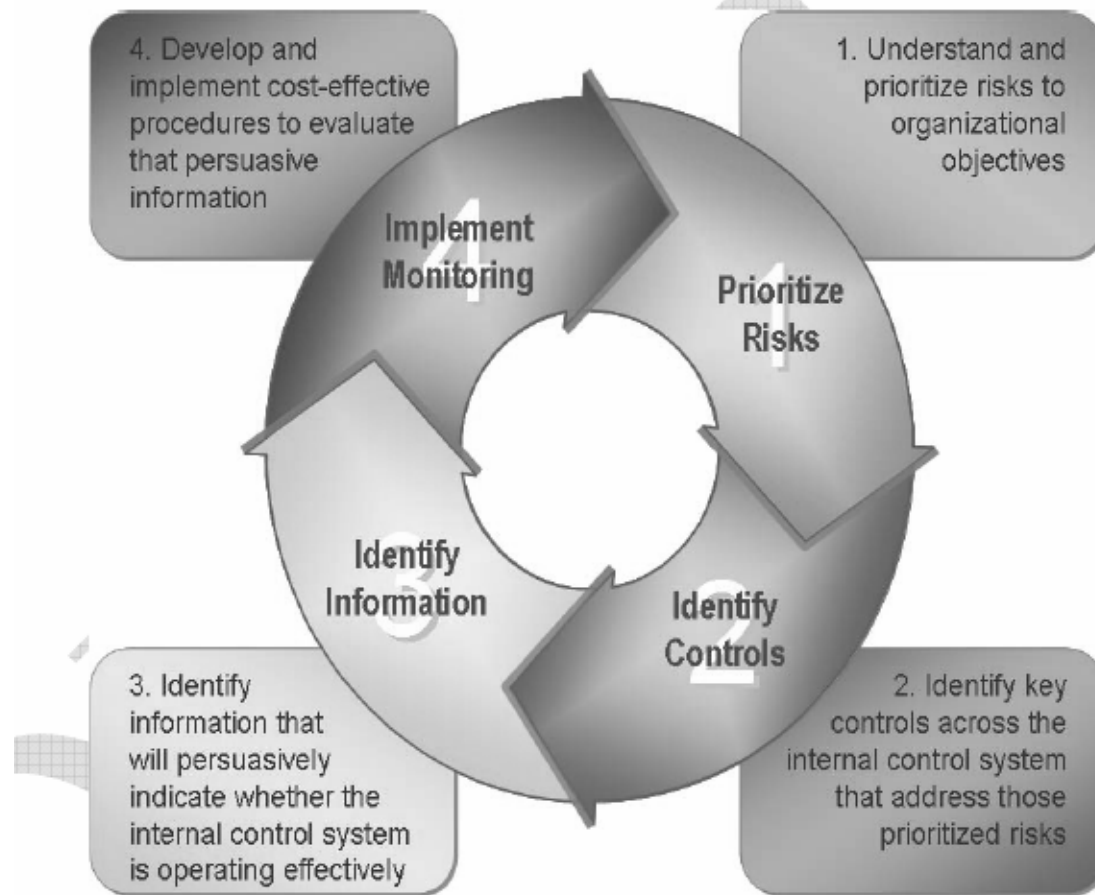 4. Develop and
implement cost-effective
procedures to evaluate
that persuasive
information
1. Understand and
prioritize risks to
organizational
objectives
4
Implement
Monitoring
1
Prioritize
Risks
3
Identify
Information
2
Identify
Controls
3. Identify
information that
will persuasively
indicate whether the
internal control system
is operating effectively
2. Identify key
controls across the
internal control system
that address those
prioritized risks